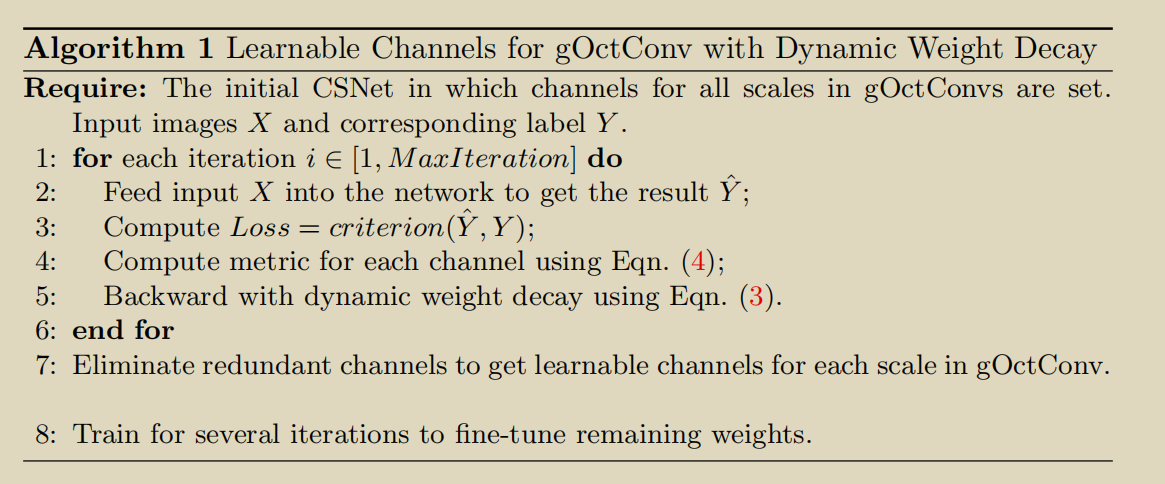 Algorithm 1 Learnable Channels for gOctConv with Dynamic Weight Decay
Require: The initial CSNet in which channels for all scales in gOctConvs are set.
Input images X and corresponding label Y.
1: for each iteration i ∈ [1, MaxIteration] do
2: Feed input X into the network to get the result Ŷ;
3: Compute Loss = criterion(Ŷ, Y);
4: Compute metric for each channel using Eqn. (4);
5: Backward with dynamic weight decay using Eqn. (3).
6: end for
7: Eliminate redundant channels to get learnable channels for each scale in gOctConv.
8: Train for several iterations to fine-tune remaining weights.